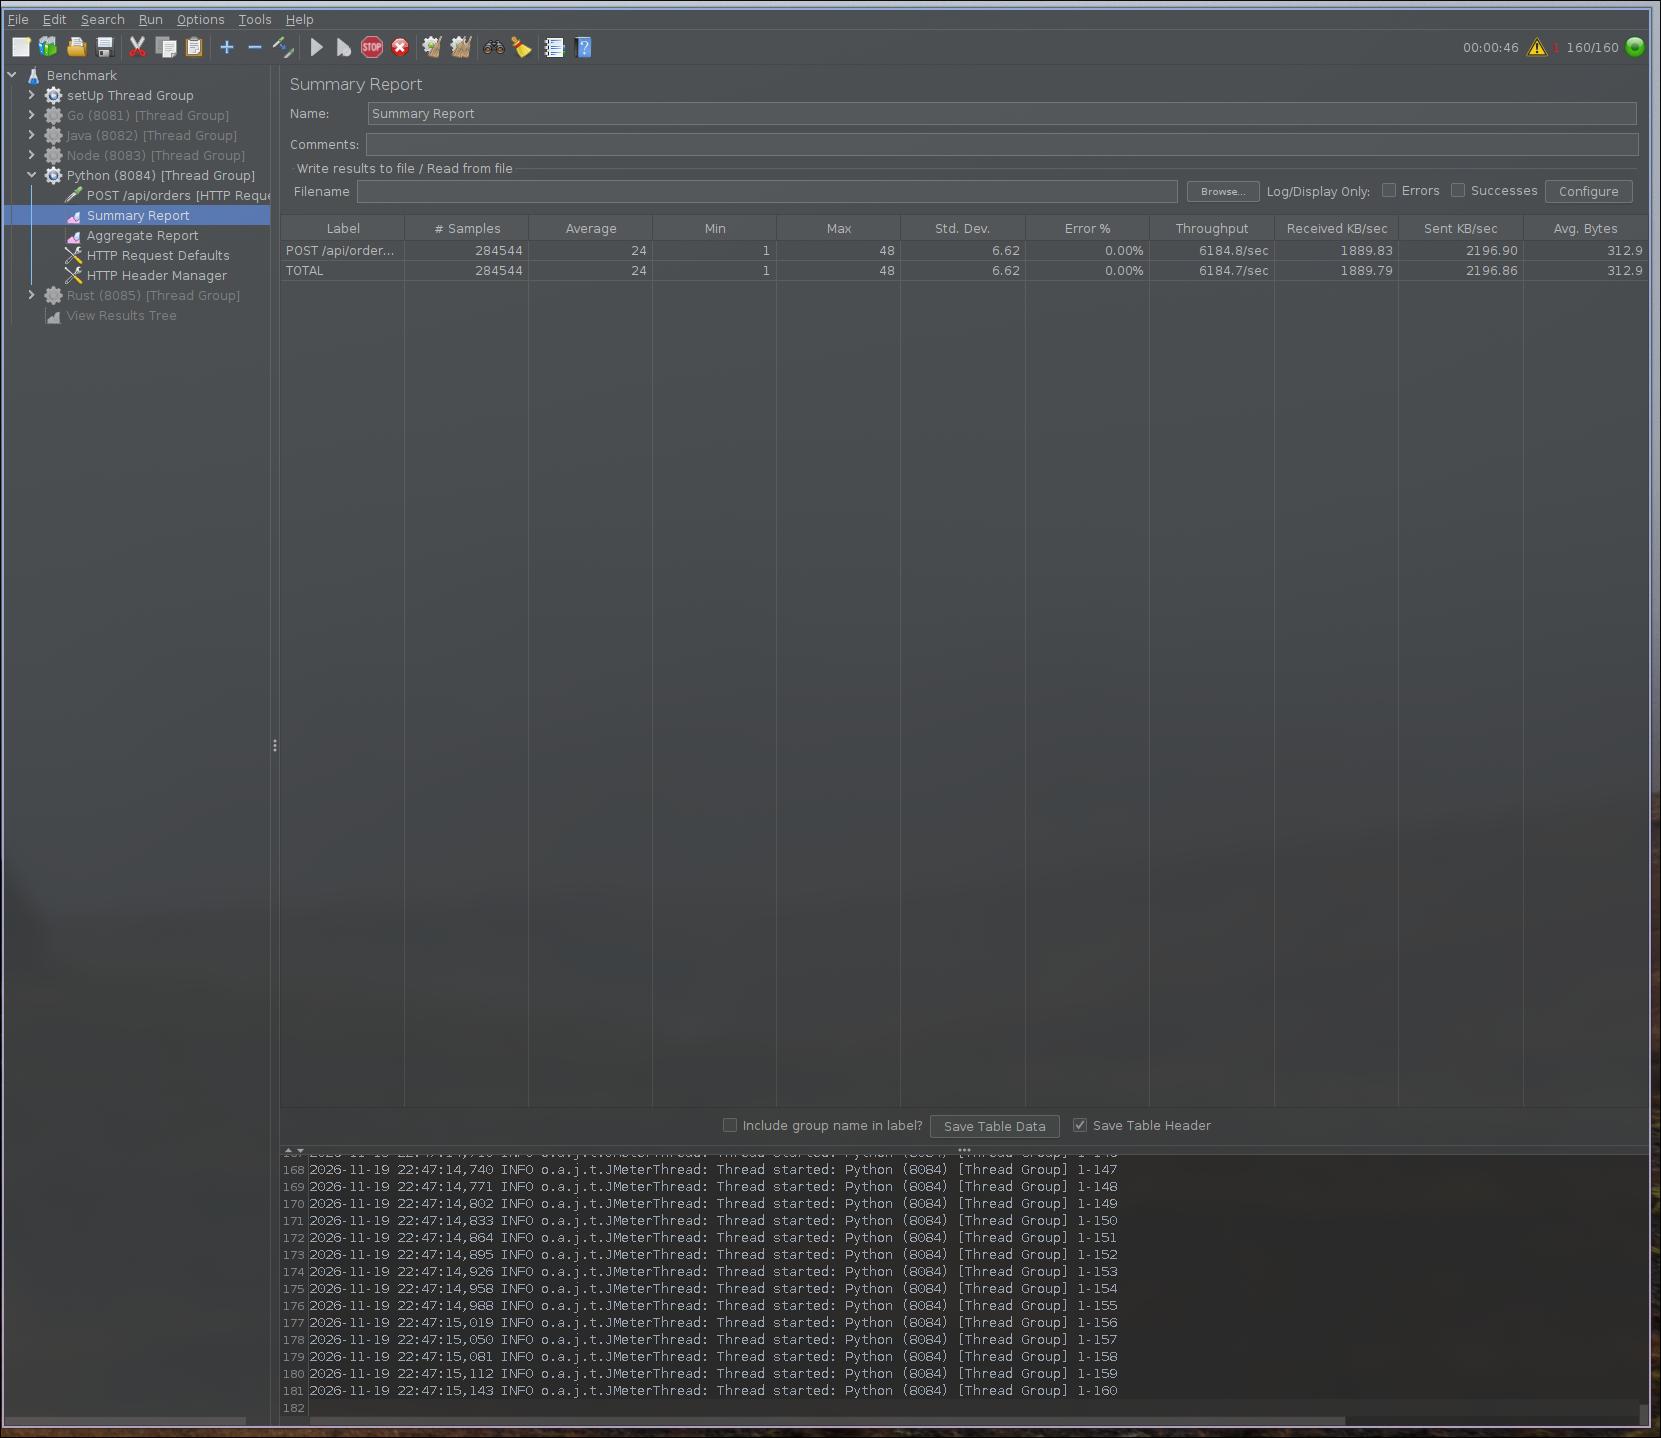 File Edit Search Run Options Tools Help
STOP
00:00:46 1 160/160
Benchmark
setUp Thread Group
Go (8081) [Thread Group]
Java (8082) [Thread Group]
Node (8083) [Thread Group]
Python (8084) [Thread Group]
POST /api/orders [HTTP Reque
Summary Report
Aggregate Report
HTTP Request Defaults
HTTP Header Manager
Rust (8085) [Thread Group]
View Results Tree
Summary Report
Name: Summary Report
Comments:
Write results to file / Read from file
Filename Browse... Log/Display Only: Errors Successes Configure
Label # Samples Average Min Max Std. Dev. Error % Throughput Received KB/sec Sent KB/sec Avg. Bytes
POST /api/order... 284544 24 1 48 6.62 0.00% 6184.8/sec 1889.83 2196.90 312.9
TOTAL 284544 24 1 48 6.62 0.00% 6184.7/sec 1889.79 2196.86 312.9
Include group name in label? Save Table Data Save Table Header
168 2026-11-19 22:47:14,740 INFO o.a.j.t.JMeterThread: Thread started: Python (8084) [Thread Group] 1-147
169 2026-11-19 22:47:14,771 INFO o.a.j.t.JMeterThread: Thread started: Python (8084) [Thread Group] 1-148
170 2026-11-19 22:47:14,802 INFO o.a.j.t.JMeterThread: Thread started: Python (8084) [Thread Group] 1-149
171 2026-11-19 22:47:14,833 INFO o.a.j.t.JMeterThread: Thread started: Python (8084) [Thread Group] 1-150
172 2026-11-19 22:47:14,864 INFO o.a.j.t.JMeterThread: Thread started: Python (8084) [Thread Group] 1-151
173 2026-11-19 22:47:14,895 INFO o.a.j.t.JMeterThread: Thread started: Python (8084) [Thread Group] 1-152
174 2026-11-19 22:47:14,926 INFO o.a.j.t.JMeterThread: Thread started: Python (8084) [Thread Group] 1-153
175 2026-11-19 22:47:14,958 INFO o.a.j.t.JMeterThread: Thread started: Python (8084) [Thread Group] 1-154
176 2026-11-19 22:47:14,988 INFO o.a.j.t.JMeterThread: Thread started: Python (8084) [Thread Group] 1-155
177 2026-11-19 22:47:15,019 INFO o.a.j.t.JMeterThread: Thread started: Python (8084) [Thread Group] 1-156
178 2026-11-19 22:47:15,050 INFO o.a.j.t.JMeterThread: Thread started: Python (8084) [Thread Group] 1-157
179 2026-11-19 22:47:15,081 INFO o.a.j.t.JMeterThread: Thread started: Python (8084) [Thread Group] 1-158
180 2026-11-19 22:47:15,112 INFO o.a.j.t.JMeterThread: Thread started: Python (8084) [Thread Group] 1-159
181 2026-11-19 22:47:15,143 INFO o.a.j.t.JMeterThread: Thread started: Python (8084) [Thread Group] 1-160
182